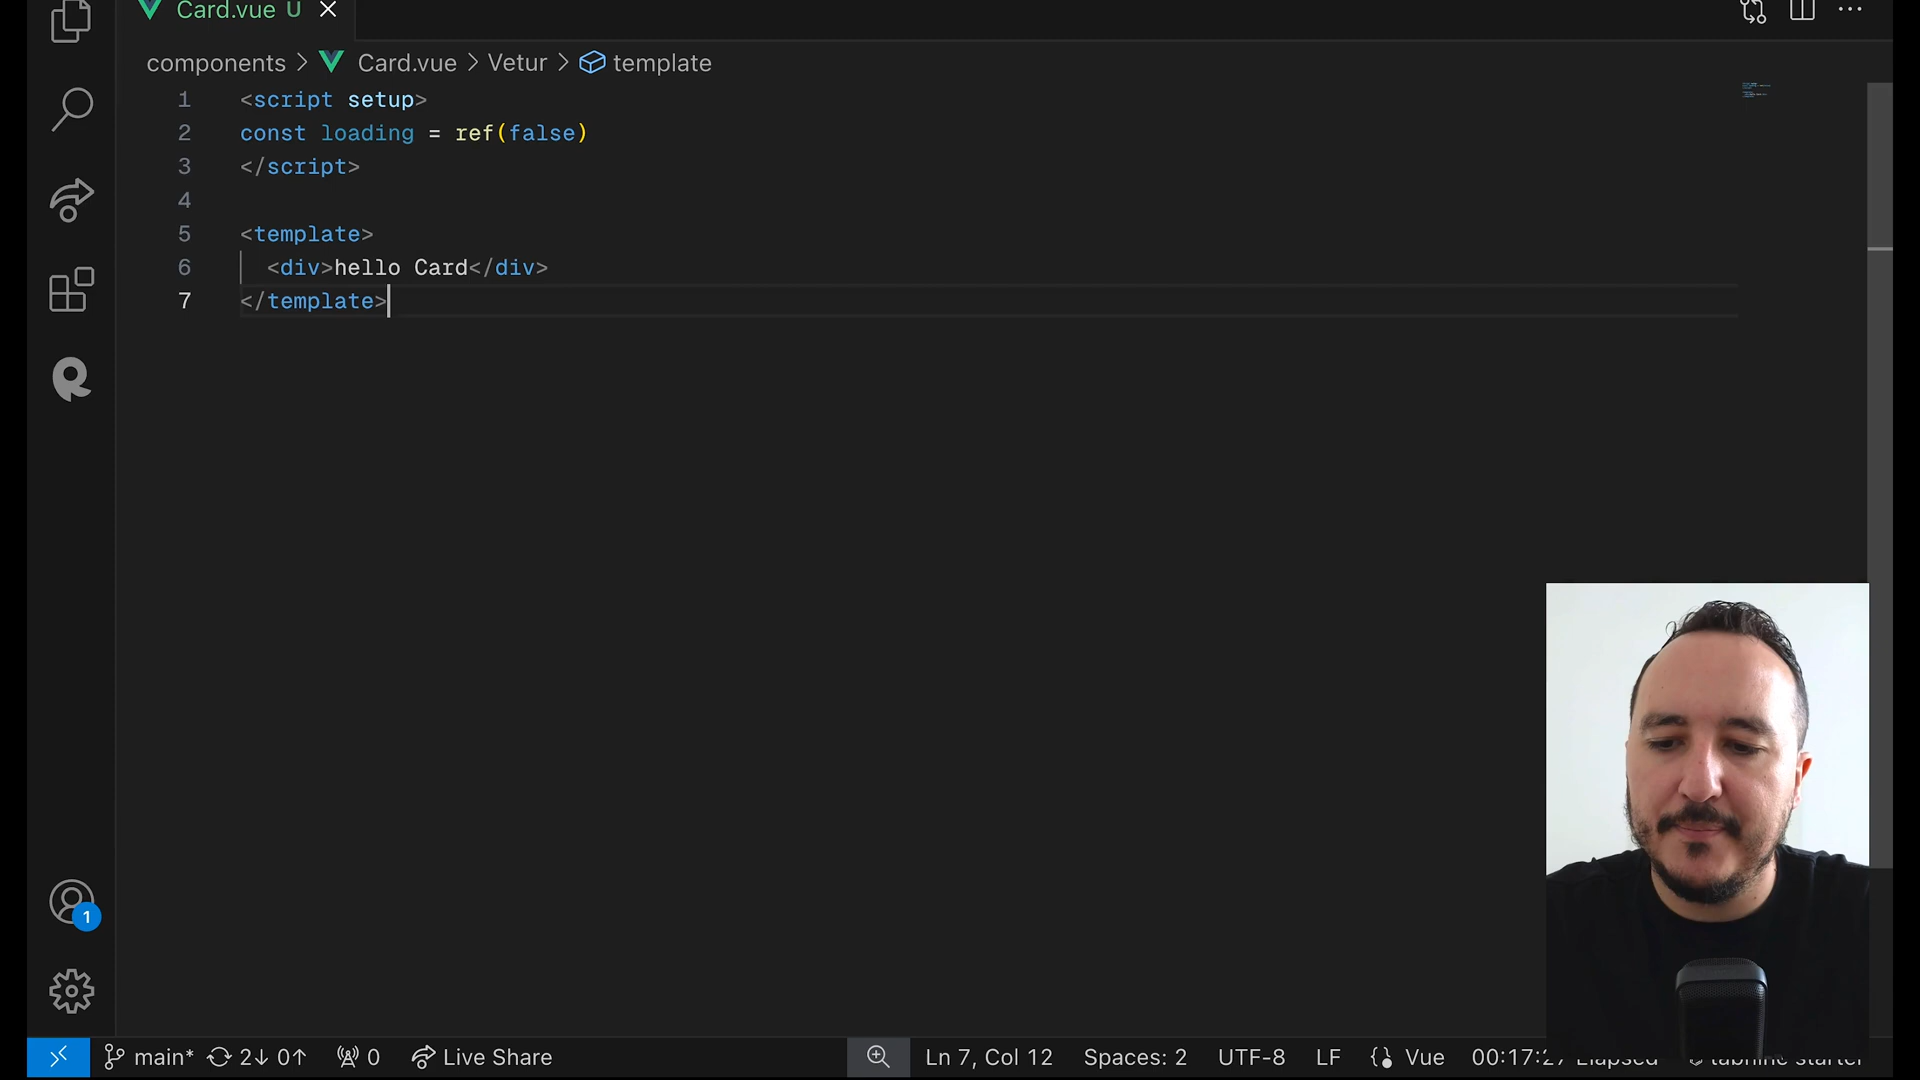 Card.vue U
components > Card.vue > Vetur > template
1 <script setup>
2 const loading = ref(false)
3 </script>
4
5 <template>
6 <div>hello Card</div>
7 </template>
1
main* 2↓ 0↑ 0 Live Share Ln 7, Col 12 Spaces: 2 UTF-8 LF Vue 00:17:27 Elapsed tabnine starter